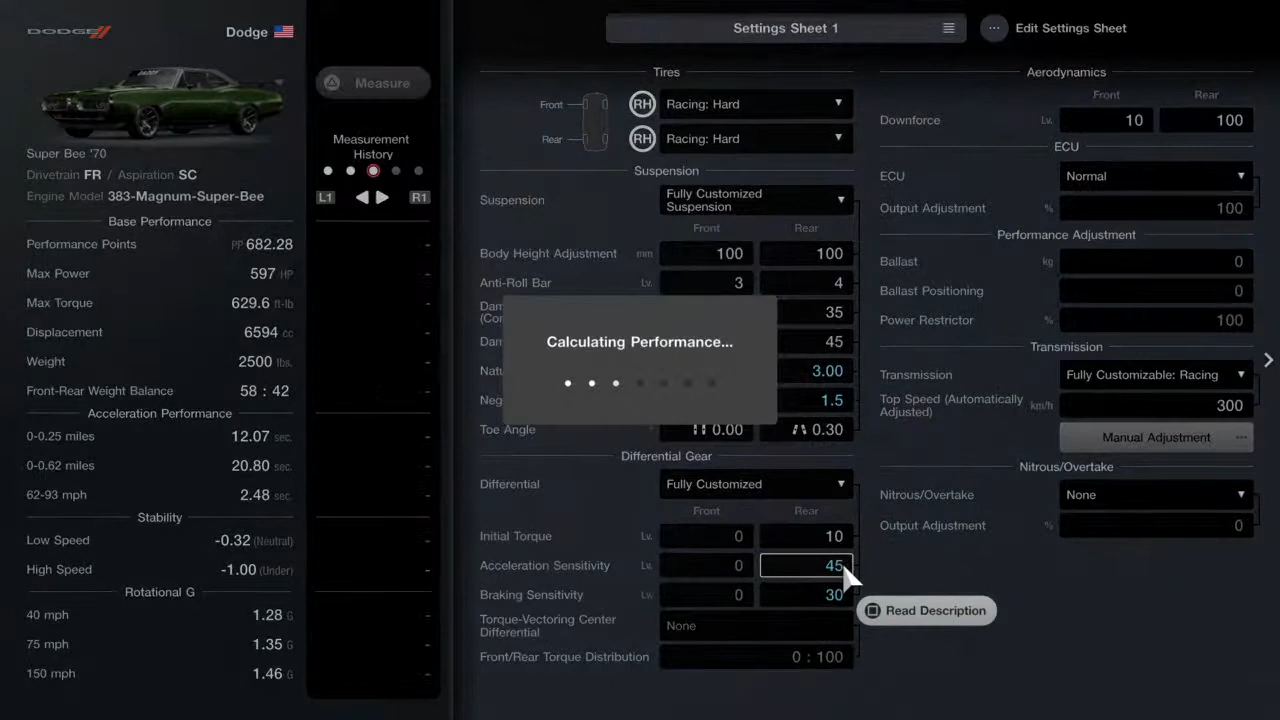 DODGE
Dodge
Super Bee '70
Drivetrain FR / Aspiration SC
Engine Model 383-Magnum-Super-Bee
Base Performance
Performance Points PP 682.28
Max Power 597 HP
Max Torque 629.6 ft-lb
Displacement 6594 cc
Weight 2500 lbs.
Front-Rear Weight Balance 58 : 42
Acceleration Performance
0-0.25 miles 12.07 sec.
0-0.62 miles 20.80 sec.
62-93 mph 2.48 sec.
Stability
Low Speed -0.32 (Neutral)
High Speed -1.00 (Under)
Rotational G
40 mph 1.28 G
75 mph 1.35 G
150 mph 1.46 G
Measure
Measurement
History
L1 R1
Settings Sheet 1
Edit Settings Sheet
Tires
Front RH Racing: Hard
Rear RH Racing: Hard
Suspension
Suspension Fully Customized
Suspension
Front Rear
Body Height Adjustment mm 100 100
Anti-Roll Bar Lv. 3 4
Dam
(Con 35
Dam 45
Natu 3.00
Neg 1.5
Toe Angle 0.00 0.30
Calculating Performance...
Differential Gear
Differential Fully Customized
Front Rear
Initial Torque Lv. 0 10
Acceleration Sensitivity Lv. 0 45
Braking Sensitivity Lv. 0 30
Torque-Vectoring Center
Differential None
Front/Rear Torque Distribution 0 : 100
Read Description
Aerodynamics
Front Rear
Downforce Lv. 10 100
ECU
ECU Normal
Output Adjustment % 100
Performance Adjustment
Ballast kg 0
Ballast Positioning 0
Power Restrictor % 100
Transmission
Transmission Fully Customizable: Racing
Top Speed (Automatically
Adjusted) km/h 300
Manual Adjustment
Nitrous/Overtake
Nitrous/Overtake None
Output Adjustment % 0